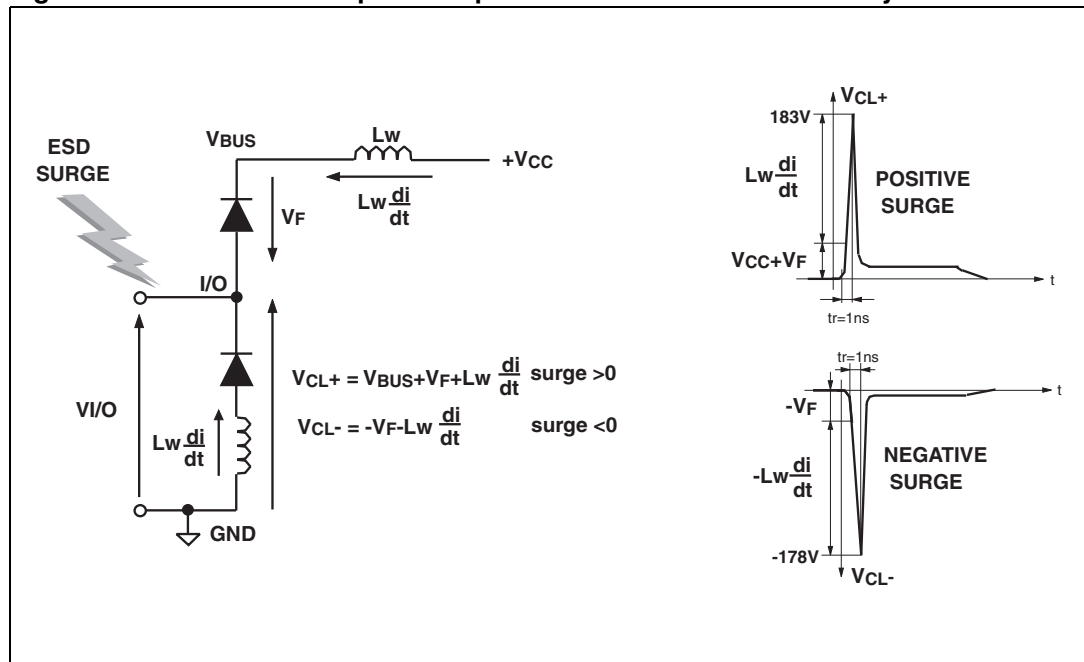 ESD
SURGE
VBUS
Lw
+VCC
Lw di/dt
VF
I/O
VI/O
Lw di/dt
VCL+ = VBUS+VF+Lw di/dt surge >0
VCL- = -VF-Lw di/dt surge <0
GND
VCL+
183V
Lw di/dt
POSITIVE
SURGE
VCC+VF
t
tr=1ns
tr=1ns
t
-VF
-Lw di/dt
NEGATIVE
SURGE
-178V
VCL-